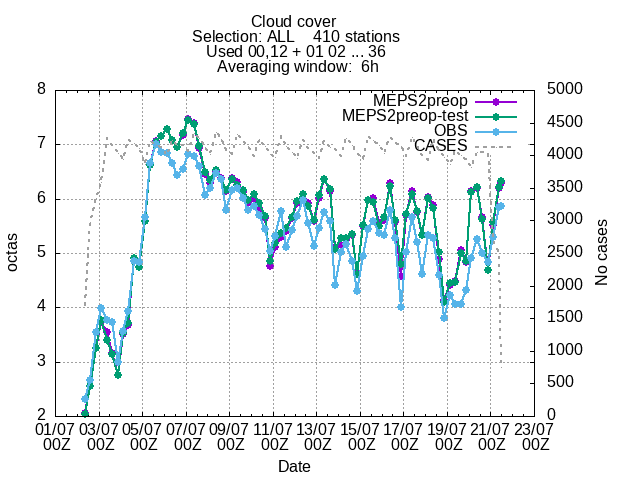 Cloud cover
Selection: ALL    410 stations
Used 00,12 + 01 02 ... 36
Averaging window:  6h
MEPS2preop
MEPS2preop-test
OBS
CASES
8
7
6
5
4
3
2
octas
5000
4500
4000
3500
3000
2500
2000
1500
1000
500
0
No cases
01/07 03/07 05/07 07/07 09/07 11/07 13/07 15/07 17/07 19/07 21/07 23/07
00Z 00Z 00Z 00Z 00Z 00Z 00Z 00Z 00Z 00Z 00Z 00Z
Date